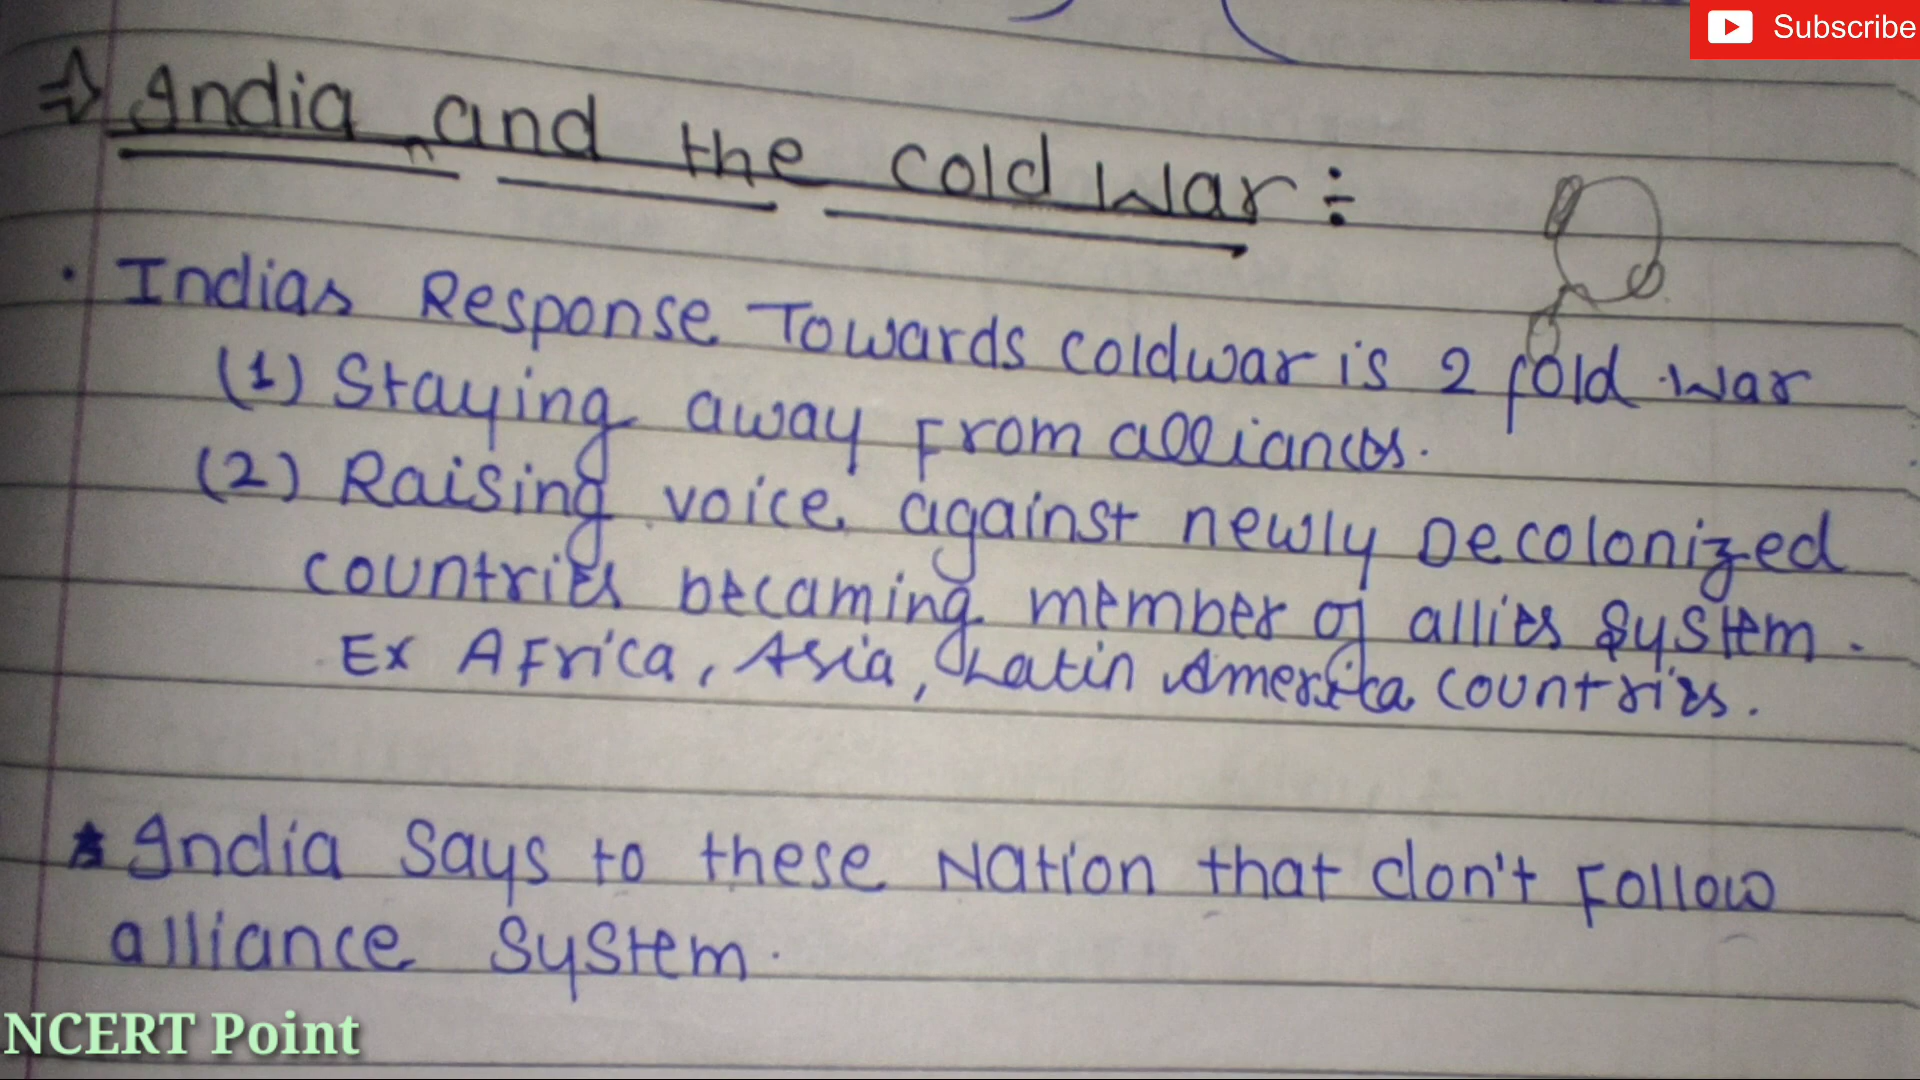 Subscribe
⇒ India and the cold war :
· Indias Response Towards coldwar is 2 fold war
(1) Staying away From alliances.
(2) Raising voice against newly Decolonized
countries becaming member of allies system.
Ex Africa, Asia, Latin America countries.
* India says to these Nation that don't Follow
alliance system.
NCERT Point